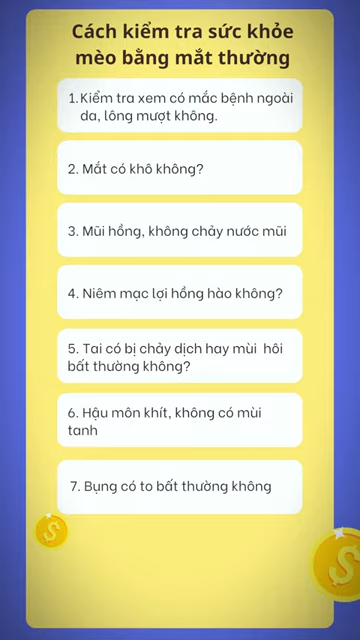 Cách kiểm tra sức khỏe
mèo bằng mắt thường
1. Kiểm tra xem có mắc bệnh ngoài
da, lông mượt không.
2. Mắt có khô không?
3. Mũi hồng, không chảy nước mũi
4. Niêm mạc lợi hồng hào không?
5. Tai có bị chảy dịch hay mùi hôi
bất thường không?
6. Hậu môn khít, không có mùi
tanh
7. Bụng có to bất thường không